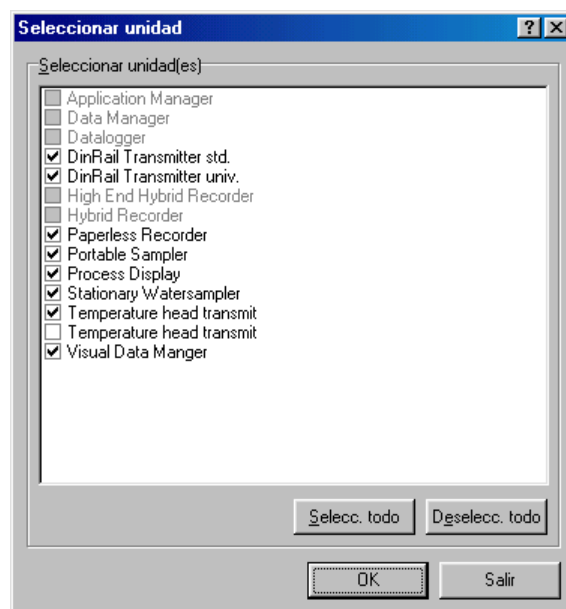 Seleccionar unidad
Seleccionar unidad(es)
Application Manager
Data Manager
Datalogger
DinRail Transmitter std.
DinRail Transmitter univ.
High End Hybrid Recorder
Hybrid Recorder
Paperless Recorder
Portable Sampler
Process Display
Stationary Watersampler
Temperature head transmit
Temperature head transmit
Visual Data Manger
Selecc. todo Deselecc. todo
OK Salir